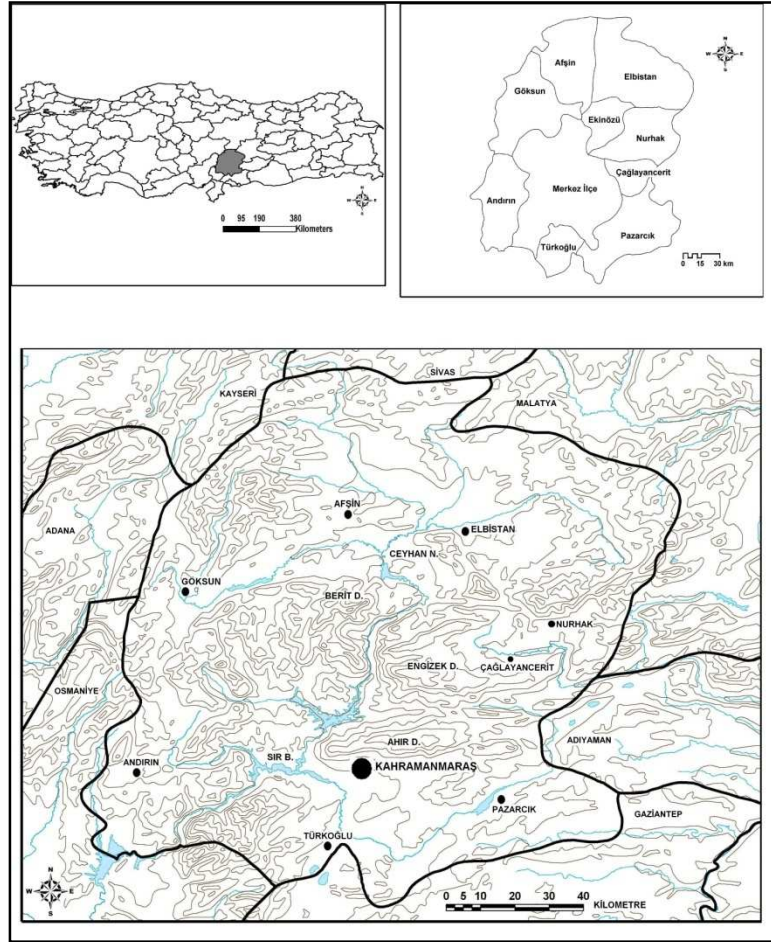 N
W E
S
0 95 190 380
Kilometers
N
W E
S
Afşin
Elbistan
Göksun
Ekinözü
Nurhak
Çağlayancerit
Andırın
Merkez İlçe
Pazarcık
Türkoğlu
0 15 30 km
SİVAS
KAYSERİ
MALATYA
AFŞİN
ADANA
ELBİSTAN
CEYHAN N.
GÖKSUN
BERİT D.
NURHAK
ENGİZEK D.
ÇAĞLAYANCERİT
OSMANİYE
AHIR D.
ADIYAMAN
SIR B.
ANDIRIN
KAHRAMANMARAŞ
PAZARCIK
GAZİANTEP
TÜRKOĞLU
N
W E
S
0 5 10 20 30 40
KİLOMETRE